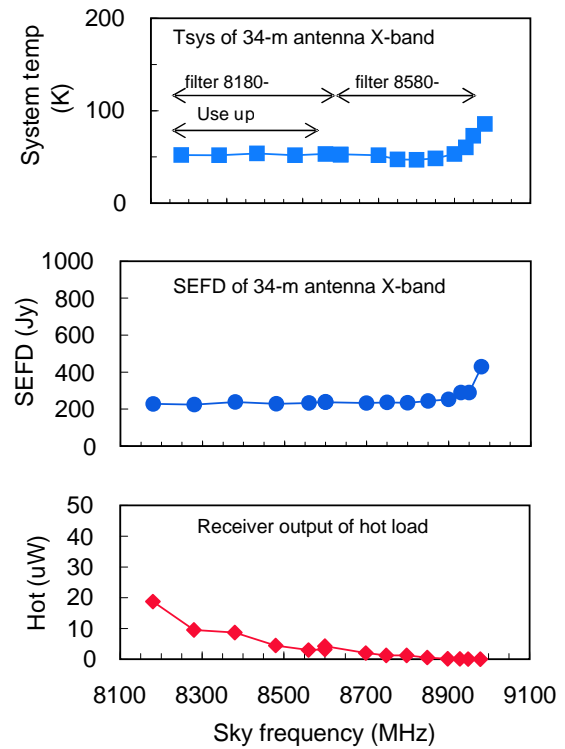 200
Tsys of 34-m antenna X-band
filter 8180-
filter 8580-
Use up
100
0
System temp
(K)
1000
SEFD of 34-m antenna X-band
800
600
400
200
0
SEFD (Jy)
50
Receiver output of hot load
40
30
20
10
0
Hot (uW)
8100 8300 8500 8700 8900 9100
Sky frequency (MHz)